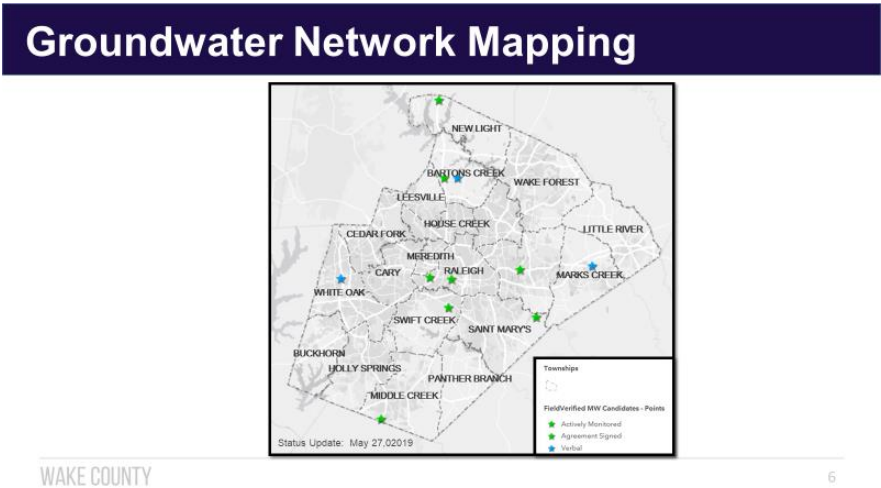 Groundwater Network Mapping
NEW LIGHT
BARTONS CREEK
WAKE FOREST
LEESVILLE
HOUSE CREEK
LITTLE RIVER
CEDAR FORK
MEREDITH
CARY
RALEIGH
MARKS CREEK
WHITE OAK
SWIFT CREEK
SAINT MARY'S
BUCKHORN
HOLLY SPRINGS
PANTHER BRANCH
MIDDLE CREEK
Townships
FieldVerified MW Candidates - Points
Actively Monitored
Agreement Signed
Verbal
Status Update: May 27,02019
WAKE COUNTY
6